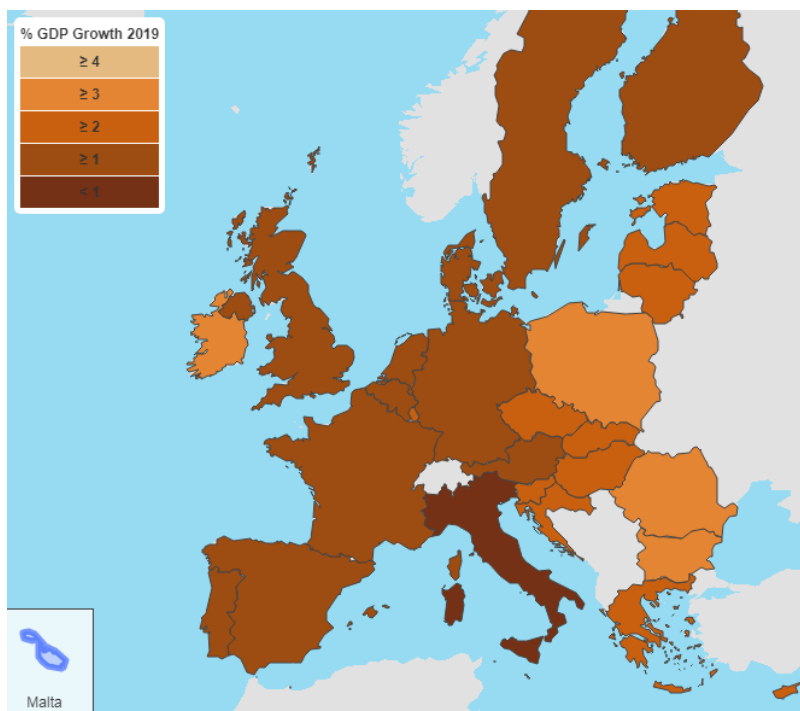 % GDP Growth 2019
≥ 4
≥ 3
≥ 2
≥ 1
< 1
Malta